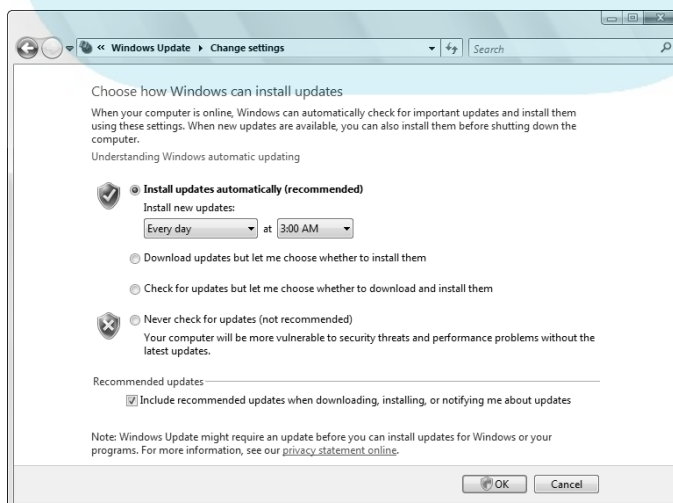 « Windows Update ▸ Change settings
Search
Choose how Windows can install updates
When your computer is online, Windows can automatically check for important updates and install them
using these settings. When new updates are available, you can also install them before shutting down the
computer.
Understanding Windows automatic updating
Install updates automatically (recommended)
Install new updates:
Every day at 3:00 AM
Download updates but let me choose whether to install them
Check for updates but let me choose whether to download and install them
Never check for updates (not recommended)
Your computer will be more vulnerable to security threats and performance problems without the
latest updates.
Recommended updates
Include recommended updates when downloading, installing, or notifying me about updates
Note: Windows Update might require an update before you can install updates for Windows or your
programs. For more information, see our privacy statement online.
OK Cancel